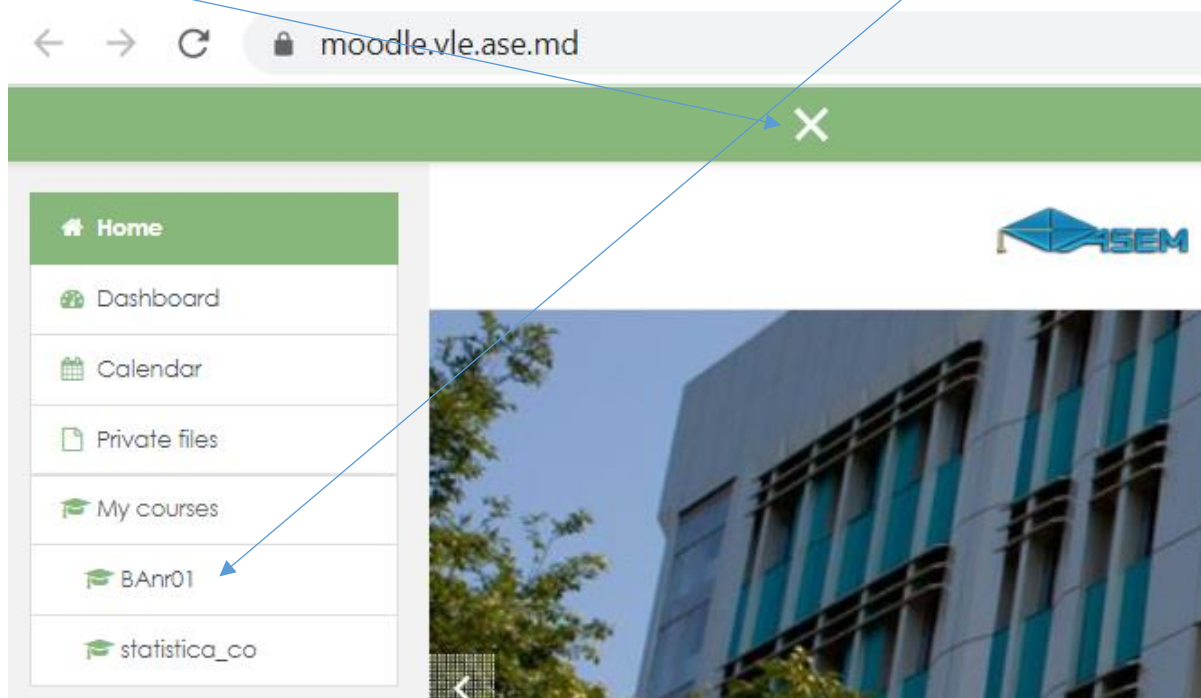 moodle.vle.ase.md
ASEM
Home
Dashboard
Calendar
Private files
My courses
BAnr01
statistica_co